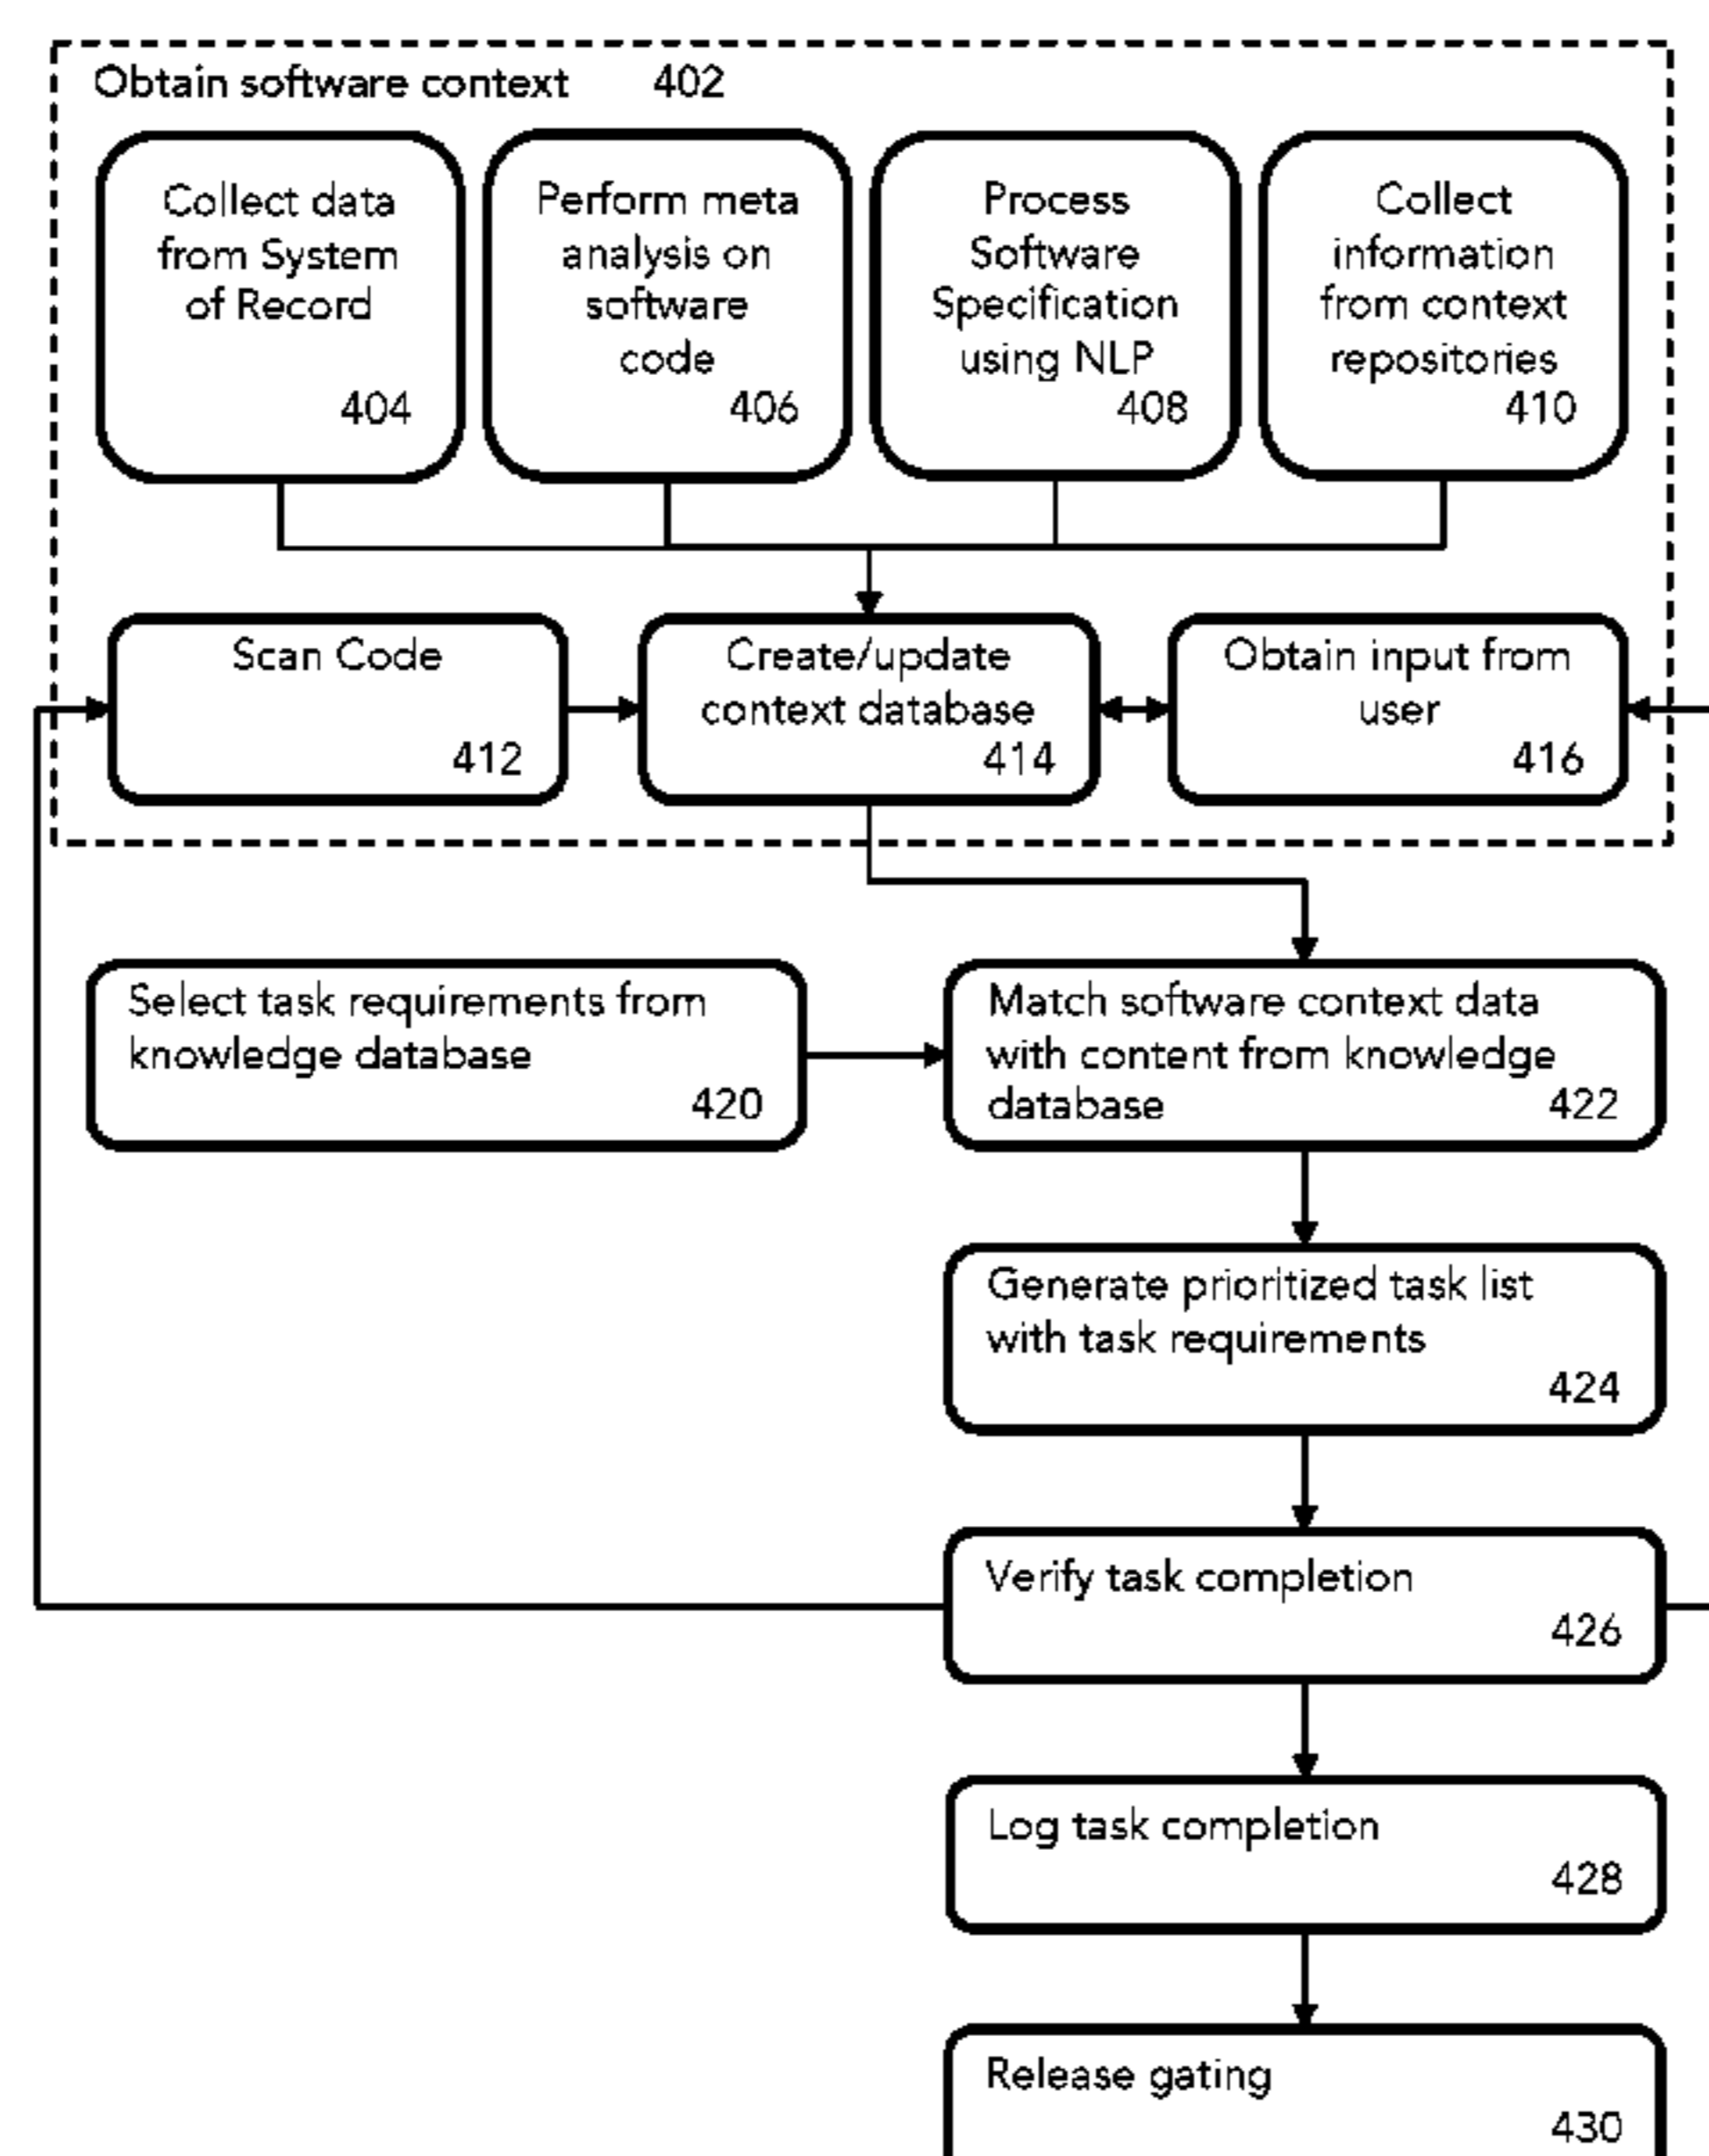 Obtain software context 402
Collect data
from System
of Record
404
Perform meta
analysis on
software
code
406
Process
Software
Specification
using NLP
408
Collect
information
from context
repositories
410
Scan Code
412
Create/update
context database
414
Obtain input from
user
416
Select task requirements from
knowledge database
420
Match software context data
with content from knowledge
database 422
Generate prioritized task list
with task requirements
424
Verify task completion
426
Log task completion
428
Release gating
430